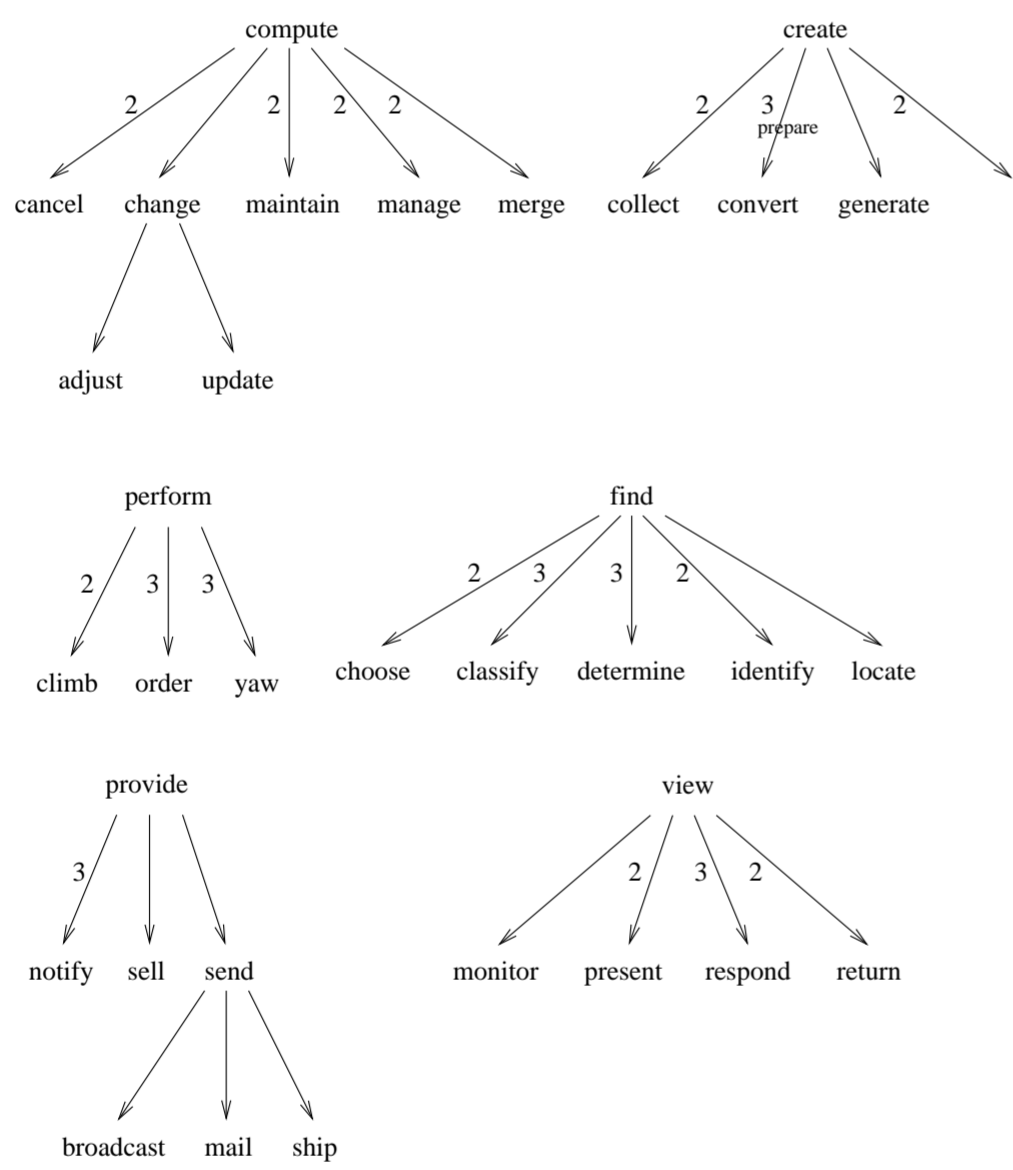 compute create
2 2 2 2 2 3 2
prepare
cancel change maintain manage merge collect convert generate
adjust update
perform find
2 3 3 2 3 3 2
climb order yaw choose classify determine identify locate
provide view
3 2 3 2
notify sell send monitor present respond return
broadcast mail ship